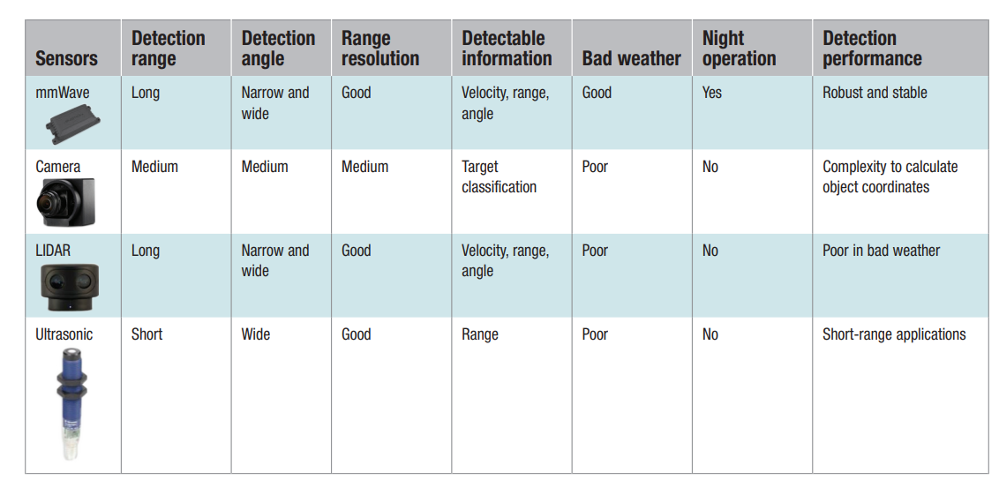 Sensors Detection range Detection angle Range resolution Detectable information Bad weather Night operation Detection performance
mmWave Long Narrow and wide Good Velocity, range, angle Good Yes Robust and stable
Camera Medium Medium Medium Target classification Poor No Complexity to calculate object coordinates
LIDAR Long Narrow and wide Good Velocity, range, angle Poor No Poor in bad weather
Ultrasonic Short Wide Good Range Poor No Short-range applications